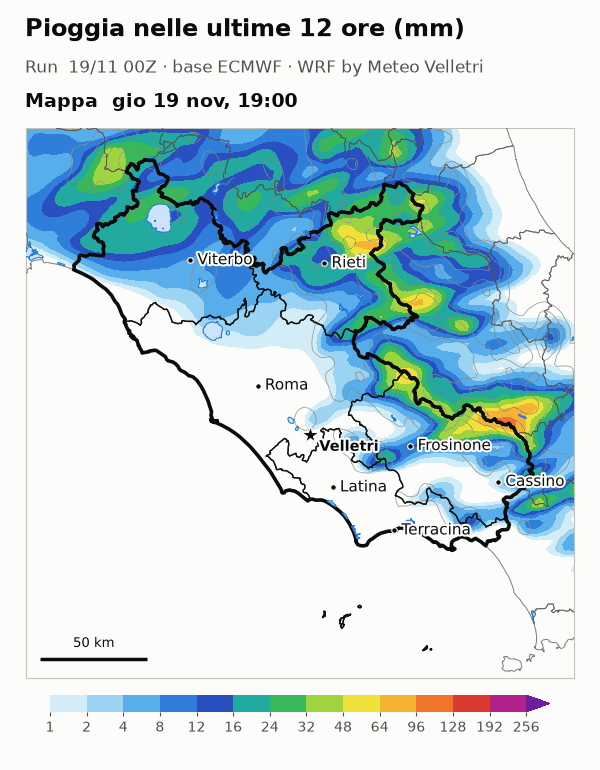 Pioggia nelle ultime 12 ore (mm)
Run 19/11 00Z · base ECMWF · WRF by Meteo Velletri
Mappa gio 19 nov, 19:00
Viterbo
Rieti
Roma
Velletri
Frosinone
Cassino
Latina
Terracina
50 km
1 2 4 8 12 16 24 32 48 64 96 128 192 256